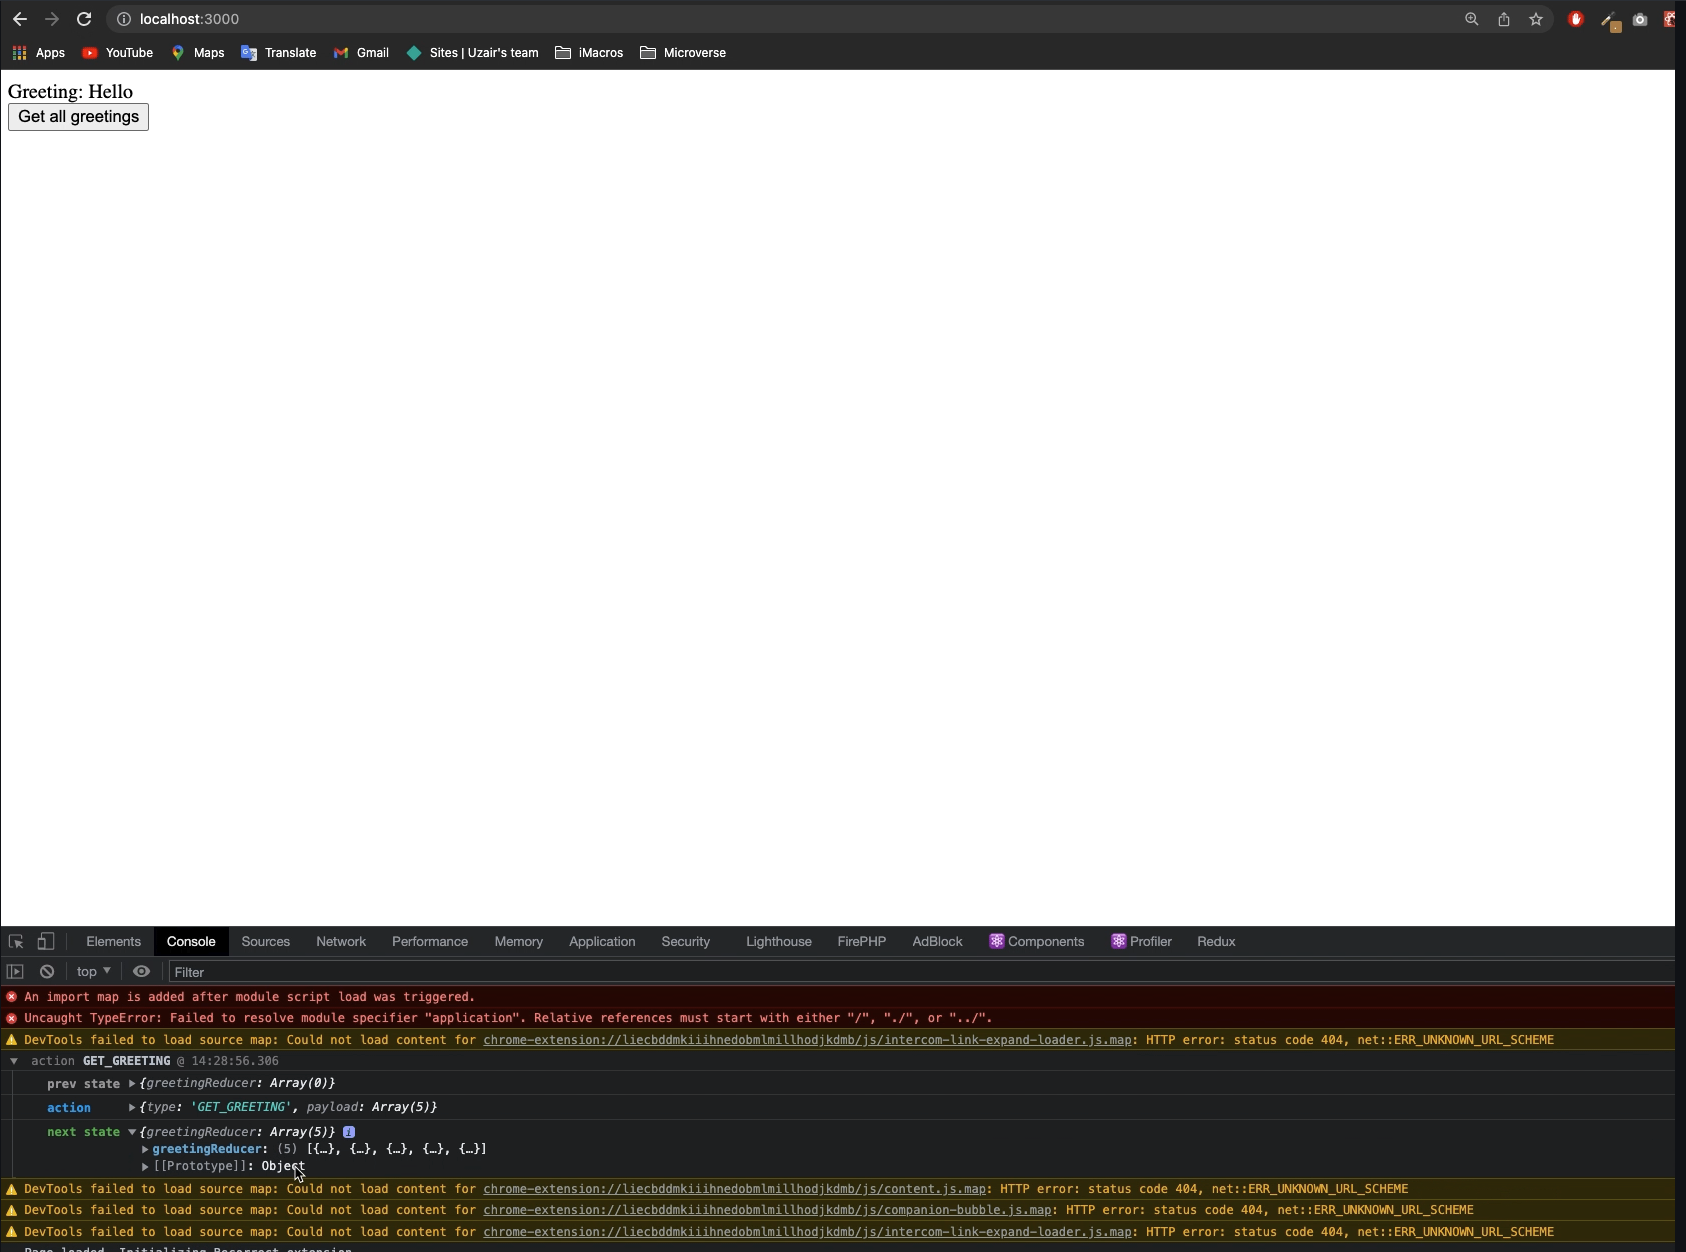 localhost:3000
Apps YouTube Maps Translate Gmail Sites | Uzair's team iMacros Microverse
Greeting: Hello
Get all greetings
Elements Console Sources Network Performance Memory Application Security Lighthouse FirePHP AdBlock Components Profiler Redux
top Filter
An import map is added after module script load was triggered.
Uncaught TypeError: Failed to resolve module specifier "application". Relative references must start with either "/", "./", or "../".
DevTools failed to load source map: Could not load content for chrome-extension://liecbddmkiiihnedobmlmillhodjkdmb/js/intercom-link-expand-loader.js.map: HTTP error: status code 404, net::ERR_UNKNOWN_URL_SCHEME
action GET_GREETING @ 14:28:56.306
prev state {greetingReducer: Array(0)}
action {type: 'GET_GREETING', payload: Array(5)}
next state {greetingReducer: Array(5)} i
greetingReducer: (5) [{…}, {…}, {…}, {…}, {…}]
[[Prototype]]: Object
DevTools failed to load source map: Could not load content for chrome-extension://liecbddmkiiihnedobmlmillhodjkdmb/js/content.js.map: HTTP error: status code 404, net::ERR_UNKNOWN_URL_SCHEME
DevTools failed to load source map: Could not load content for chrome-extension://liecbddmkiiihnedobmlmillhodjkdmb/js/companion-bubble.js.map: HTTP error: status code 404, net::ERR_UNKNOWN_URL_SCHEME
DevTools failed to load source map: Could not load content for chrome-extension://liecbddmkiiihnedobmlmillhodjkdmb/js/intercom-link-expand-loader.js.map: HTTP error: status code 404, net::ERR_UNKNOWN_URL_SCHEME